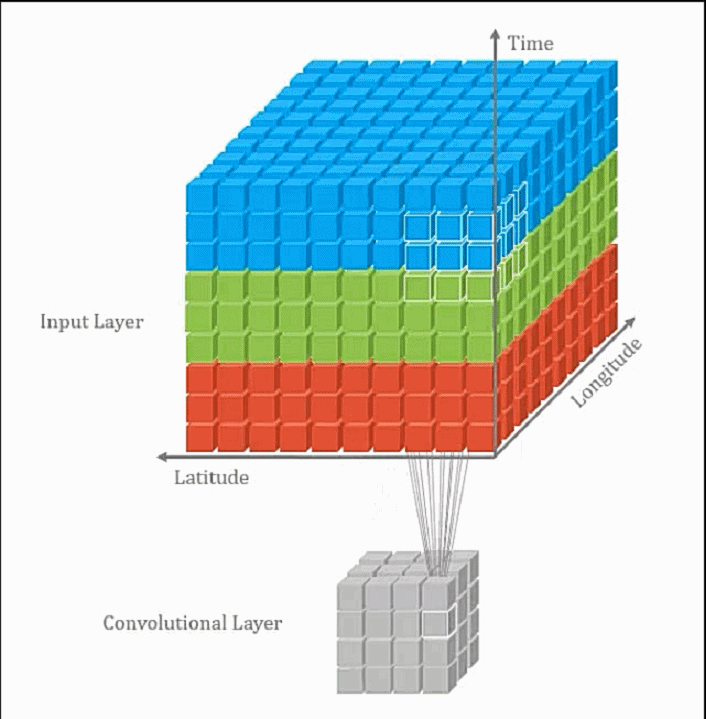 Time
Input Layer
Longitude
Latitude
Convolutional Layer